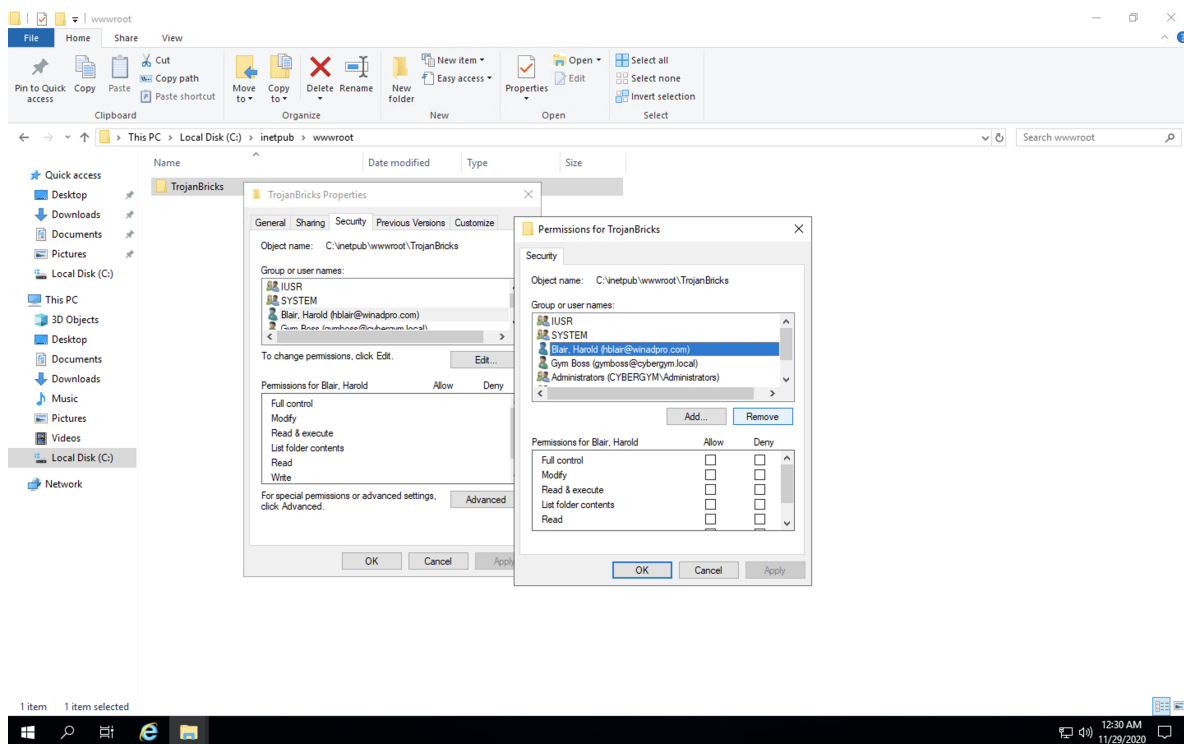 wwwroot
File Home Share View
Pin to Quick access
Copy
Paste
Cut
Copy path
Paste shortcut
Clipboard
Move to
Copy to
Delete
Rename
Organize
New folder
New item
Easy access
New
Properties
Open
Edit
Open
Select all
Select none
Invert selection
Select
This PC > Local Disk (C:) > inetpub > wwwroot
Search wwwroot
Name Date modified Type Size
TrojanBricks
Quick access
Desktop
Downloads
Documents
Pictures
Local Disk (C:)
This PC
3D Objects
Desktop
Documents
Downloads
Music
Pictures
Videos
Local Disk (C:)
Network
TrojanBricks Properties
General Sharing Security Previous Versions Customize
Object name: C:\inetpub\wwwroot\TrojanBricks
Group or user names:
IUSR
SYSTEM
Blair, Harold (hblair@winadpro.com)
Gym Boss (gymboss@cybergym.local)
To change permissions, click Edit.
Edit...
Permissions for Blair, Harold Allow Deny
Full control
Modify
Read & execute
List folder contents
Read
Write
For special permissions or advanced settings,
click Advanced.
Advanced
OK Cancel Apply
Permissions for TrojanBricks
Security
Object name: C:\inetpub\wwwroot\TrojanBricks
Group or user names:
IUSR
SYSTEM
Blair, Harold (hblair@winadpro.com)
Gym Boss (gymboss@cybergym.local)
Administrators (CYBERGYM\Administrators)
Add... Remove
Permissions for Blair, Harold Allow Deny
Full control
Modify
Read & execute
List folder contents
Read
OK Cancel Apply
1 item 1 item selected
12:30 AM
11/29/2020